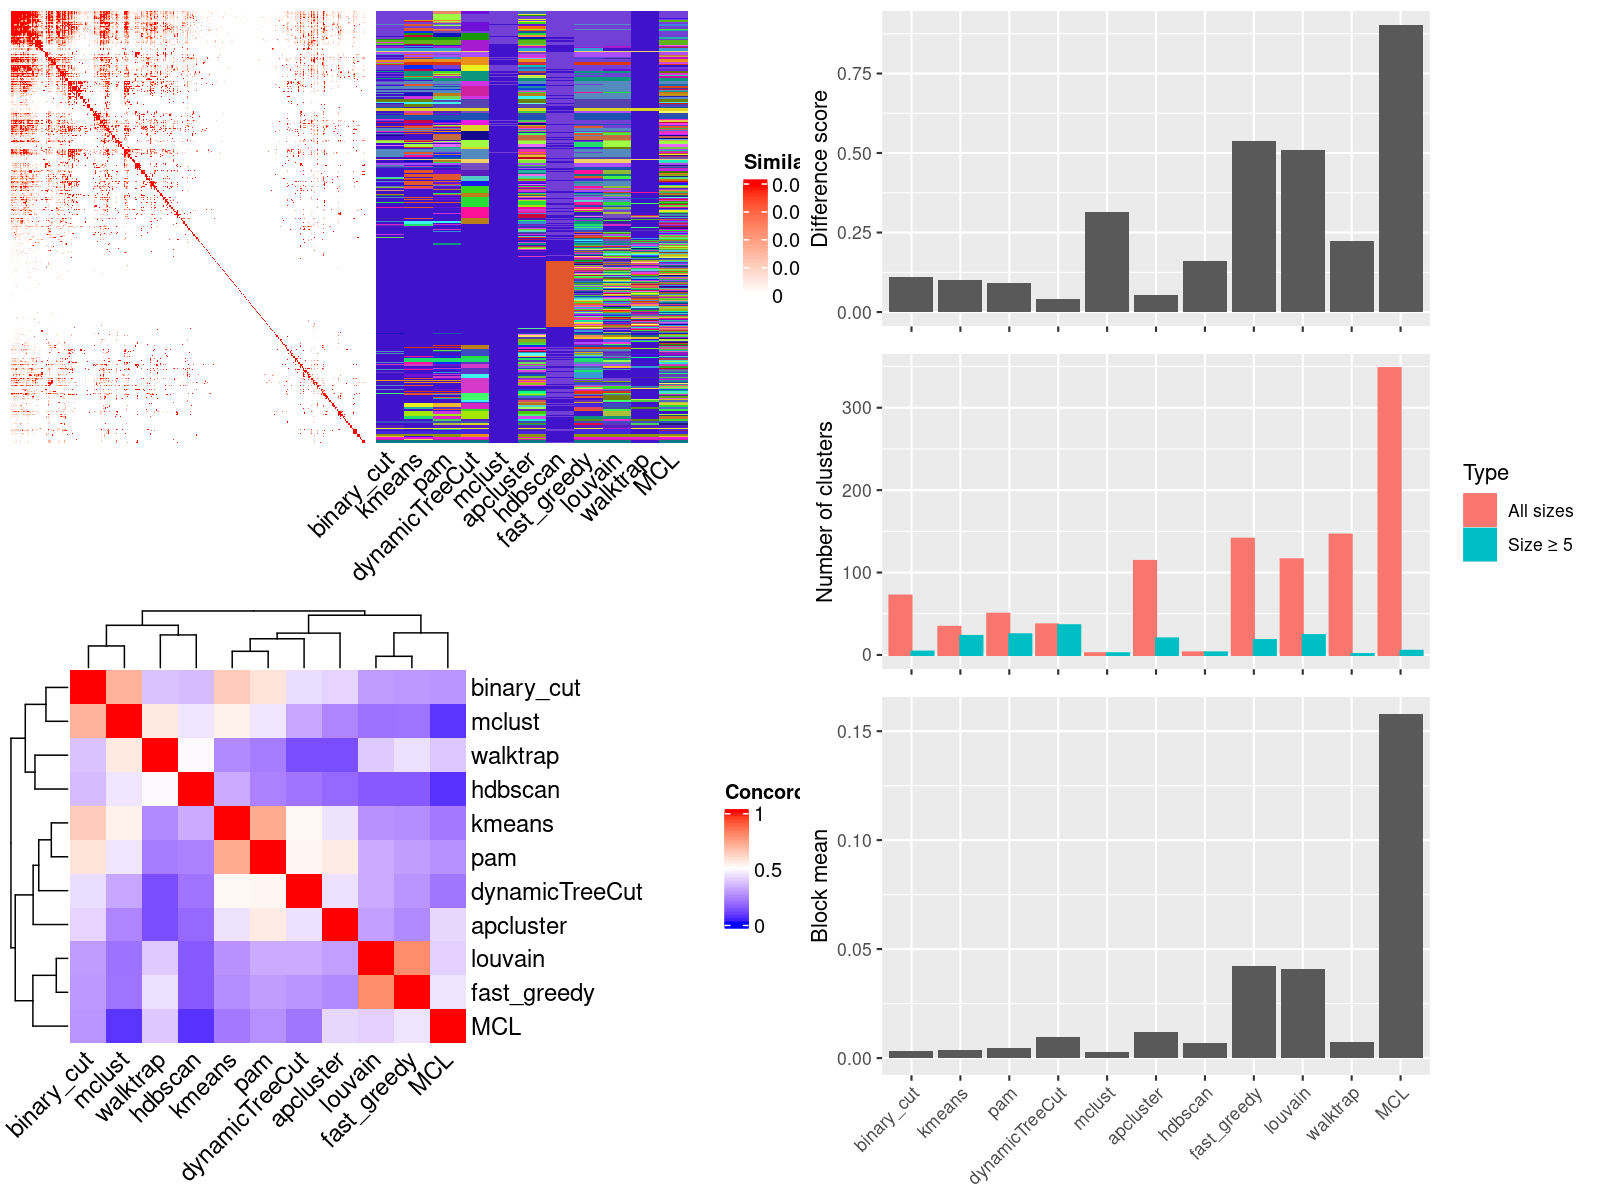 Simila
0.0
0.0
0.0
0.0
0
binary_cut
kmeans
pam
dynamicTreeCut
mclust
apcluster
hdbscan
fast_greedy
louvain
walktrap
MCL
binary_cut
mclust
walktrap
hdbscan
kmeans
pam
dynamicTreeCut
apcluster
louvain
fast_greedy
MCL
binary_cut
mclust
walktrap
hdbscan
kmeans
pam
dynamicTreeCut
apcluster
louvain
fast_greedy
MCL
Concord
1
0.5
0
Difference score
0.75
0.50
0.25
0.00
Number of clusters
300
200
100
0
Block mean
0.15
0.10
0.05
0.00
binary_cut
kmeans
pam
dynamicTreeCut
mclust
apcluster
hdbscan
fast_greedy
louvain
walktrap
MCL
Type
All sizes
Size ≥ 5